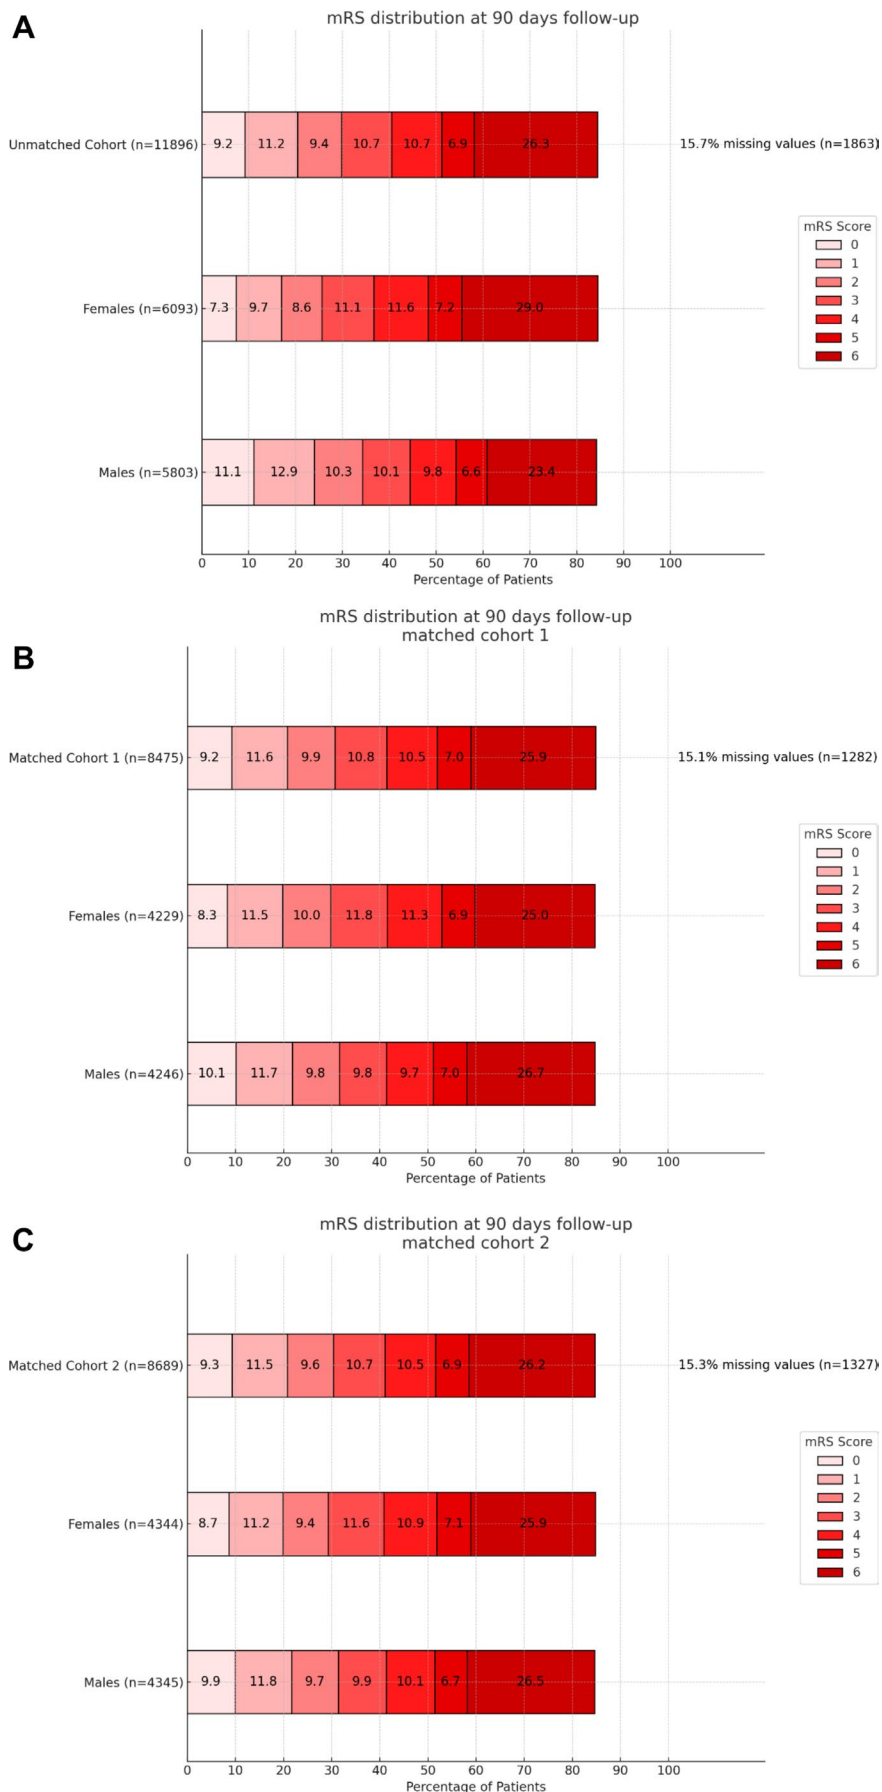 A
mRS distribution at 90 days follow-up
Unmatched Cohort (n=11896)
9.2 11.2 9.4 10.7 10.7 6.9 26.3
15.7% missing values (n=1863)
mRS Score
0
1
2
3
4
5
6
Females (n=6093)
7.3 9.7 8.6 11.1 11.6 7.2 29.0
Males (n=5803)
11.1 12.9 10.3 10.1 9.8 6.6 23.4
0 10 20 30 40 50 60 70 80 90 100
Percentage of Patients
B
mRS distribution at 90 days follow-up
matched cohort 1
Matched Cohort 1 (n=8475)
9.2 11.6 9.9 10.8 10.5 7.0 25.9
15.1% missing values (n=1282)
mRS Score
0
1
2
3
4
5
6
Females (n=4229)
8.3 11.5 10.0 11.8 11.3 6.9 25.0
Males (n=4246)
10.1 11.7 9.8 9.8 9.7 7.0 26.7
0 10 20 30 40 50 60 70 80 90 100
Percentage of Patients
C
mRS distribution at 90 days follow-up
matched cohort 2
Matched Cohort 2 (n=8689)
9.3 11.5 9.6 10.7 10.5 6.9 26.2
15.3% missing values (n=1327)
mRS Score
0
1
2
3
4
5
6
Females (n=4344)
8.7 11.2 9.4 11.6 10.9 7.1 25.9
Males (n=4345)
9.9 11.8 9.7 9.9 10.1 6.7 26.5
0 10 20 30 40 50 60 70 80 90 100
Percentage of Patients